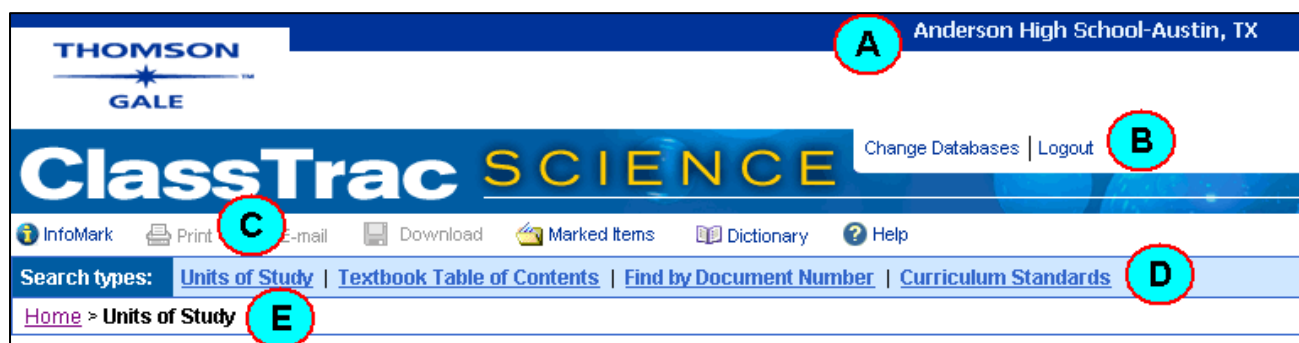 THOMSON
GALE
A Anderson High School-Austin, TX
Change Databases | Logout B
ClassTrac SCIENCE
InfoMark Print C E-mail Download Marked Items Dictionary Help
Search types: Units of Study | Textbook Table of Contents | Find by Document Number | Curriculum Standards D
Home > Units of Study E